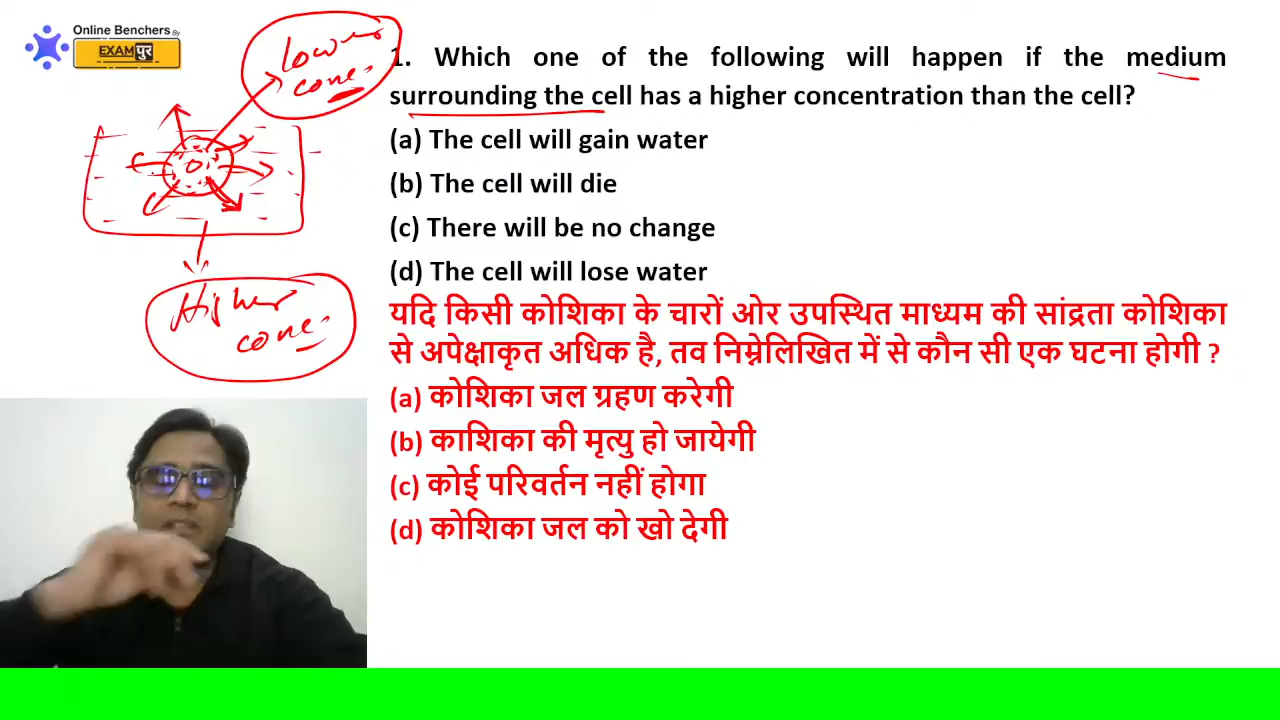 Online Benchers By
EXAM पुर
lower
conc.
1. Which one of the following will happen if the medium
surrounding the cell has a higher concentration than the cell?
(a) The cell will gain water
(b) The cell will die
(c) There will be no change
(d) The cell will lose water
Higher
conc.
यदि किसी कोशिका के चारों ओर उपस्थित माध्यम की सांद्रता कोशिका
से अपेक्षाकृत अधिक है, तव निम्नेलिखित में से कौन सी एक घटना होगी ?
(a) कोशिका जल ग्रहण करेगी
(b) काशिका की मृत्यु हो जायेगी
(c) कोई परिवर्तन नहीं होगा
(d) कोशिका जल को खो देगी